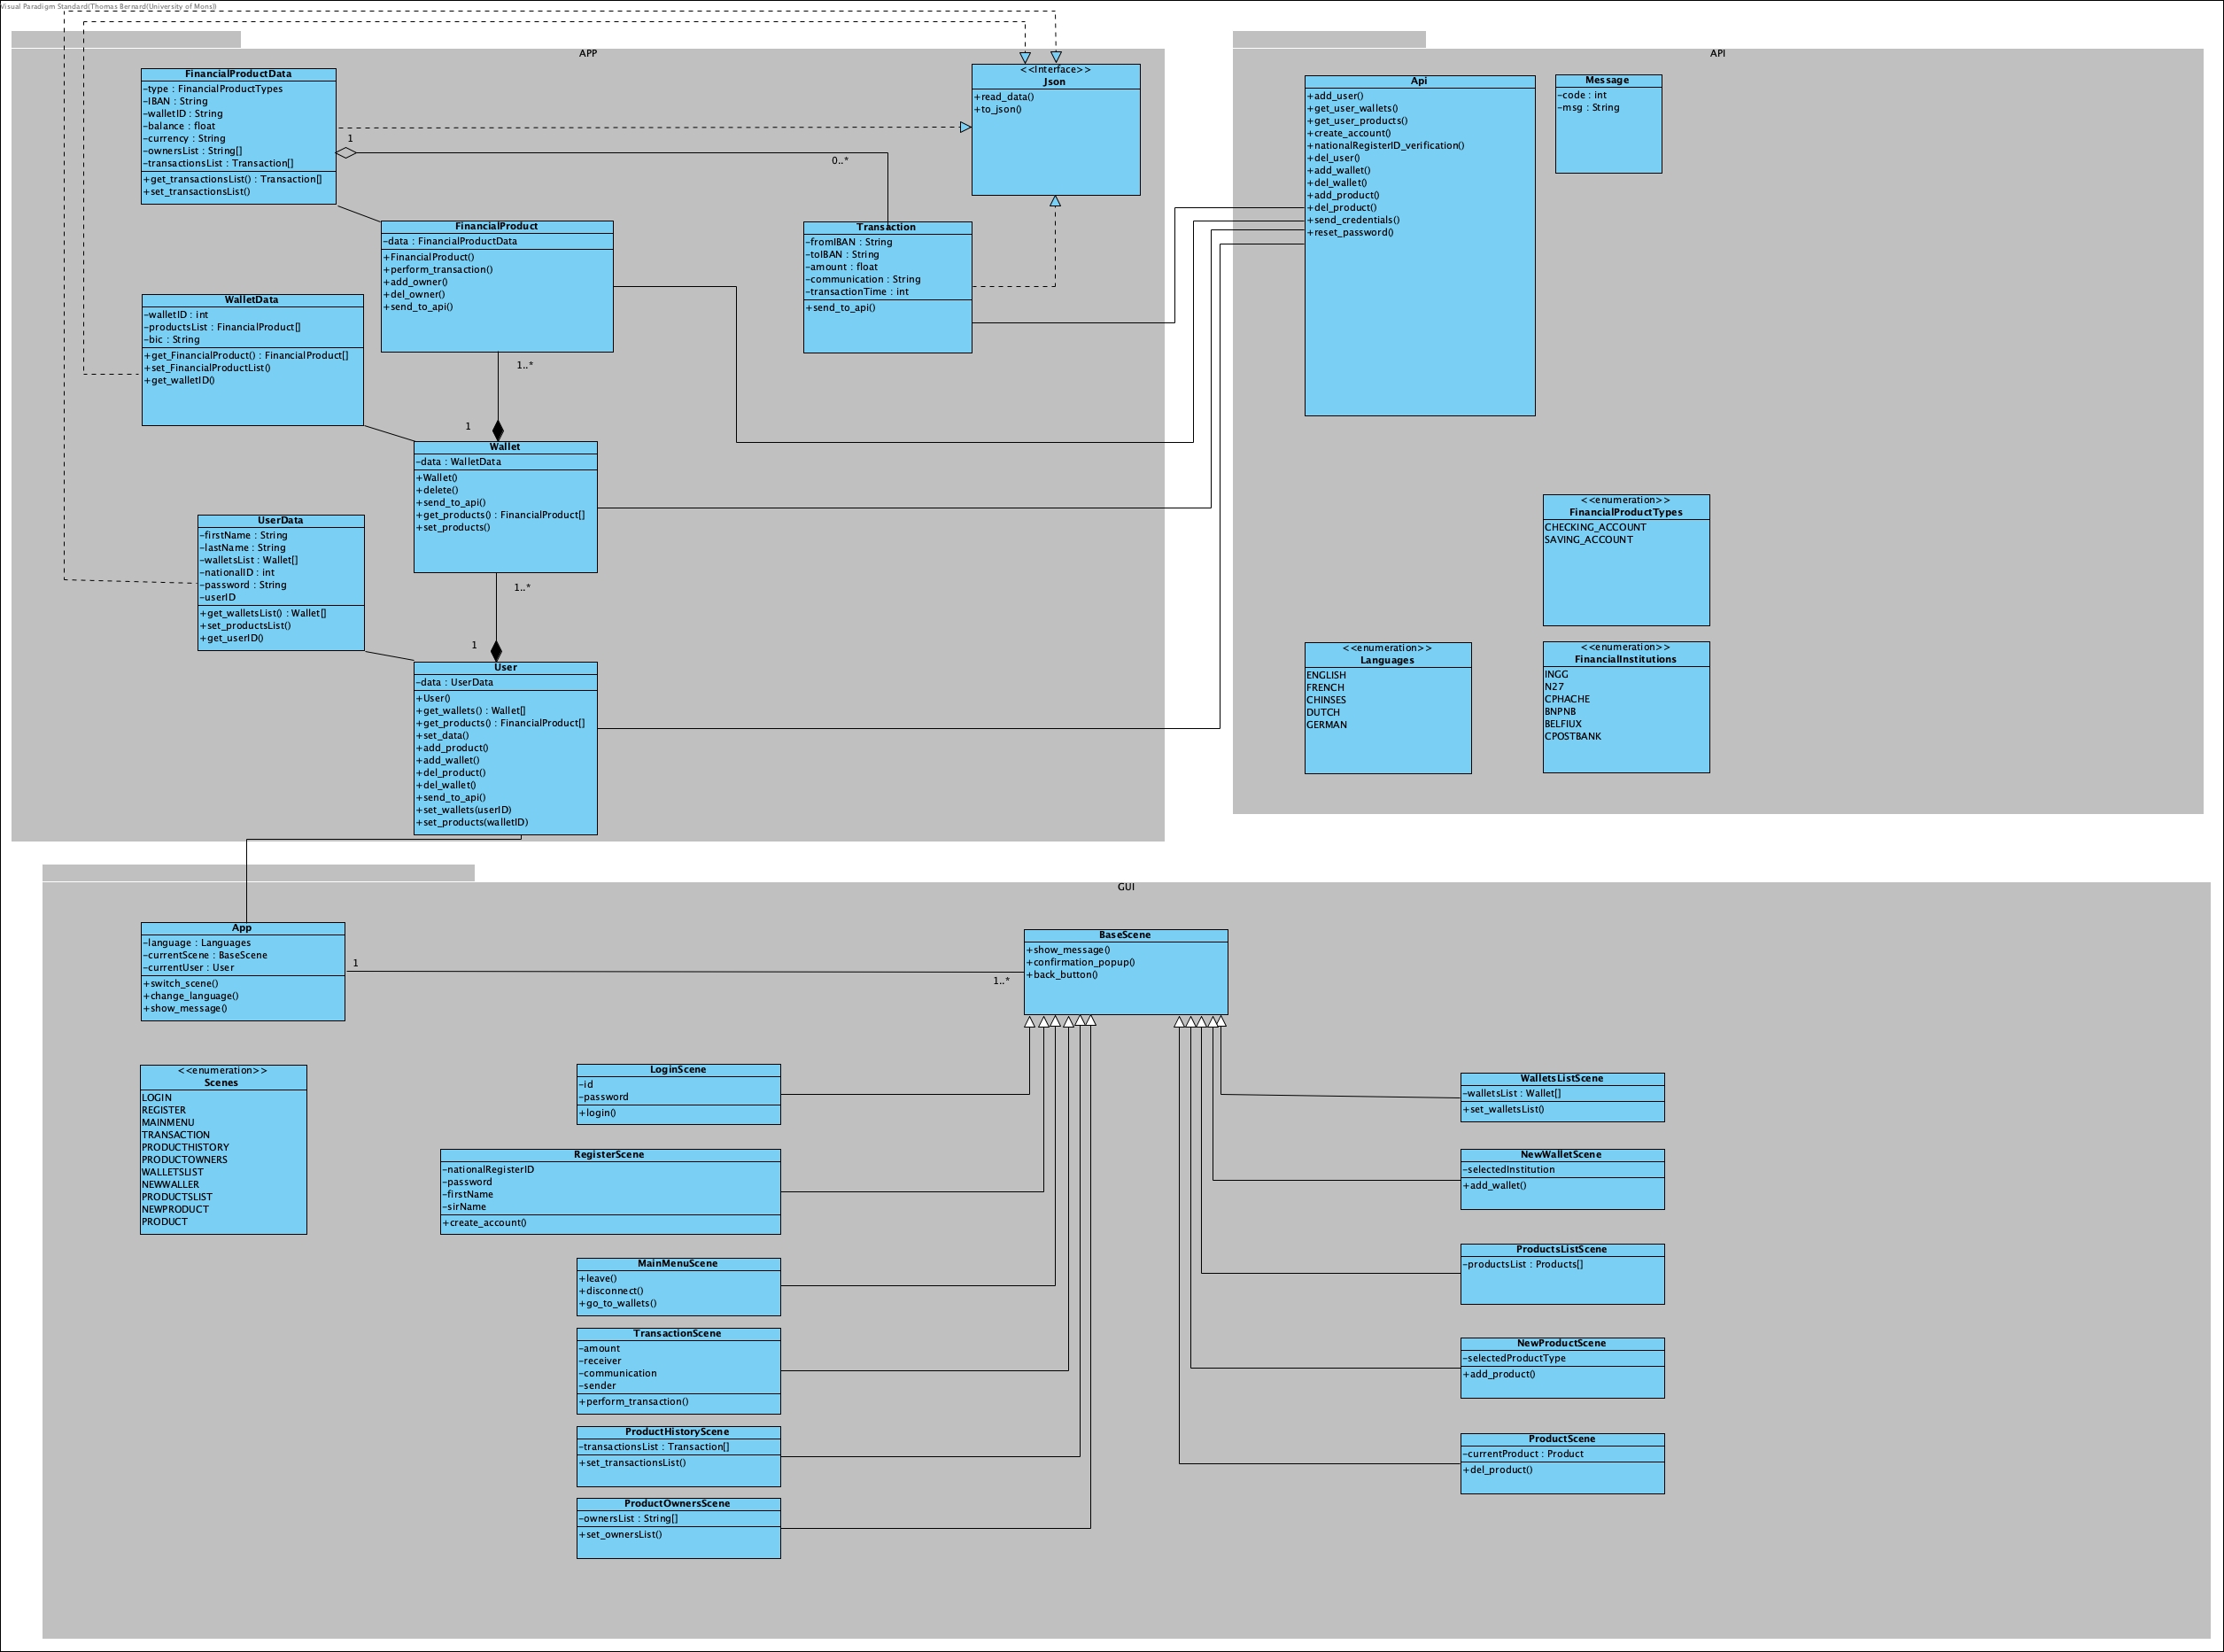 Visual Paradigm Standard(Thomas Bernard(University of Mons))
APP
FinancialProductData
-type : FinancialProductTypes
-IBAN : String
-walletID : String
-balance : float
-currency : String
-ownersList : String[]
-transactionsList : Transaction[]
+get_transactionsList() : Transaction[]
+set_transactionsList()
1
0..*
<<Interface>>
Json
+read_data()
+to_json()
FinancialProduct
-data : FinancialProductData
+FinancialProduct()
+perform_transaction()
+add_owner()
+del_owner()
+send_to_api()
Transaction
-fromIBAN : String
-toIBAN : String
-amount : float
-communication : String
-transactionTime : int
+send_to_api()
WalletData
-walletID : int
-productsList : FinancialProduct[]
-bic : String
+get_FinancialProduct() : FinancialProduct[]
+set_FinancialProductList()
+get_walletID()
1..*
1
Wallet
-data : WalletData
+Wallet()
+delete()
+send_to_api()
+get_products() : FinancialProduct[]
+set_products()
UserData
-firstName : String
-lastName : String
-walletsList : Wallet[]
-nationalID : int
-password : String
-userID
+get_walletsList() : Wallet[]
+set_productsList()
+get_userID()
1..*
1
User
-data : UserData
+User()
+get_wallets() : Wallet[]
+get_products() : FinancialProduct[]
+set_data()
+add_product()
+add_wallet()
+del_product()
+del_wallet()
+send_to_api()
+set_wallets(userID)
+set_products(walletID)
API
Api
+add_user()
+get_user_wallets()
+get_user_products()
+create_account()
+nationalRegisterID_verification()
+del_user()
+add_wallet()
+del_wallet()
+add_product()
+del_product()
+send_credentials()
+reset_password()
Message
-code : int
-msg : String
<<enumeration>>
FinancialProductTypes
CHECKING_ACCOUNT
SAVING_ACCOUNT
<<enumeration>>
Languages
ENGLISH
FRENCH
CHINSES
DUTCH
GERMAN
<<enumeration>>
FinancialInstitutions
INGG
N27
CPHACHE
BNPNB
BELFIUX
CPOSTBANK
GUI
App
-language : Languages
-currentScene : BaseScene
-currentUser : User
+switch_scene()
+change_language()
+show_message()
1
1..*
BaseScene
+show_message()
+confirmation_popup()
+back_button()
<<enumeration>>
Scenes
LOGIN
REGISTER
MAINMENU
TRANSACTION
PRODUCTHISTORY
PRODUCTOWNERS
WALLETSLIST
NEWWALLER
PRODUCTSLIST
NEWPRODUCT
PRODUCT
LoginScene
-id
-password
+login()
RegisterScene
-nationalRegisterID
-password
-firstName
-sirName
+create_account()
MainMenuScene
+leave()
+disconnect()
+go_to_wallets()
TransactionScene
-amount
-receiver
-communication
-sender
+perform_transaction()
ProductHistoryScene
-transactionsList : Transaction[]
+set_transactionsList()
ProductOwnersScene
-ownersList : String[]
+set_ownersList()
WalletsListScene
-walletsList : Wallet[]
+set_walletsList()
NewWalletScene
-selectedInstitution
+add_wallet()
ProductsListScene
-productsList : Products[]
NewProductScene
-selectedProductType
+add_product()
ProductScene
-currentProduct : Product
+del_product()